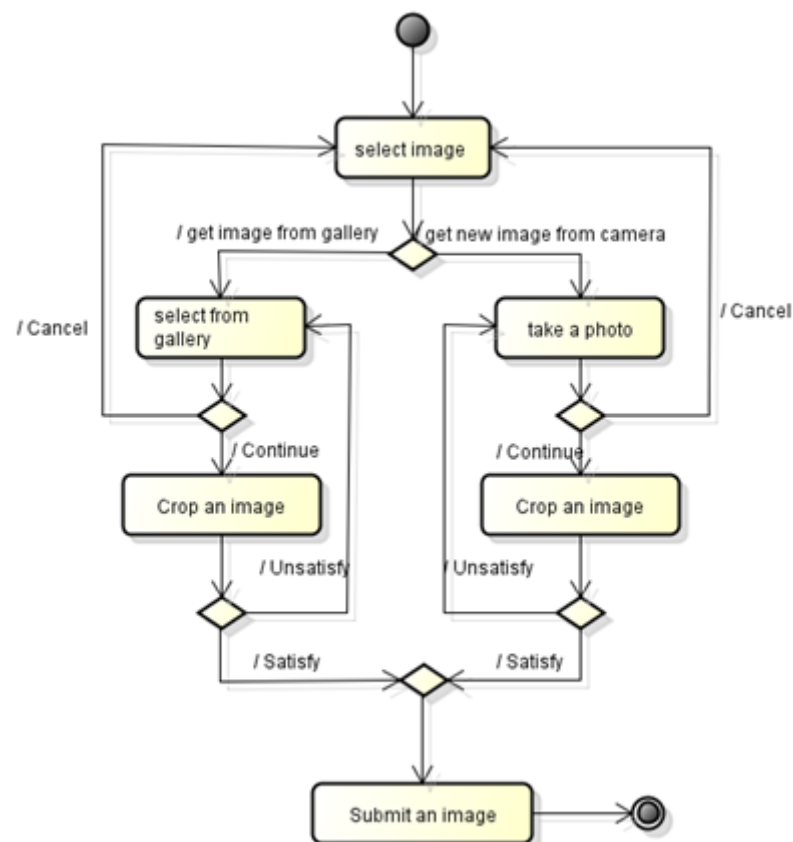 select image
/ get image from gallery
/ get new image from camera
select from
gallery
take a photo
/ Cancel
/ Cancel
/ Continue
/ Continue
Crop an image
Crop an image
/ Unsatisfy
/ Unsatisfy
/ Satisfy
/ Satisfy
Submit an image